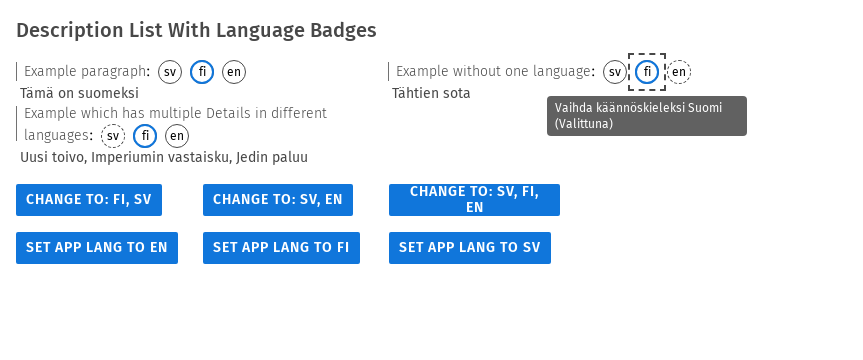 Description List With Language Badges
Example paragraph: sv fi en
Tämä on suomeksi
Example without one language: sv fi en
Tähtien sota
Vaihda käännöskieleksi Suomi
(Valittuna)
Example which has multiple Details in different
languages: sv fi en
Uusi toivo, Imperiumin vastaisku, Jedin paluu
CHANGE TO: FI, SV
CHANGE TO: SV, EN
CHANGE TO: SV, FI,
EN
SET APP LANG TO EN
SET APP LANG TO FI
SET APP LANG TO SV